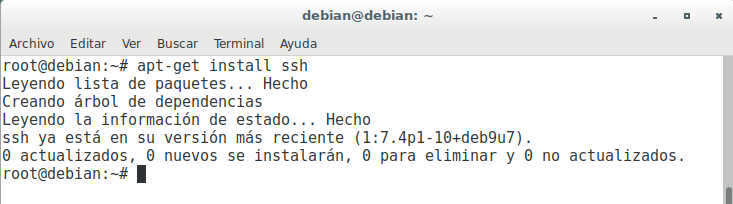 debian@debian: ~
Archivo Editar Ver Buscar Terminal Ayuda
root@debian:~# apt-get install ssh
Leyendo lista de paquetes... Hecho
Creando árbol de dependencias
Leyendo la información de estado... Hecho
ssh ya está en su versión más reciente (1:7.4p1-10+deb9u7).
0 actualizados, 0 nuevos se instalarán, 0 para eliminar y 0 no actualizados.
root@debian:~#